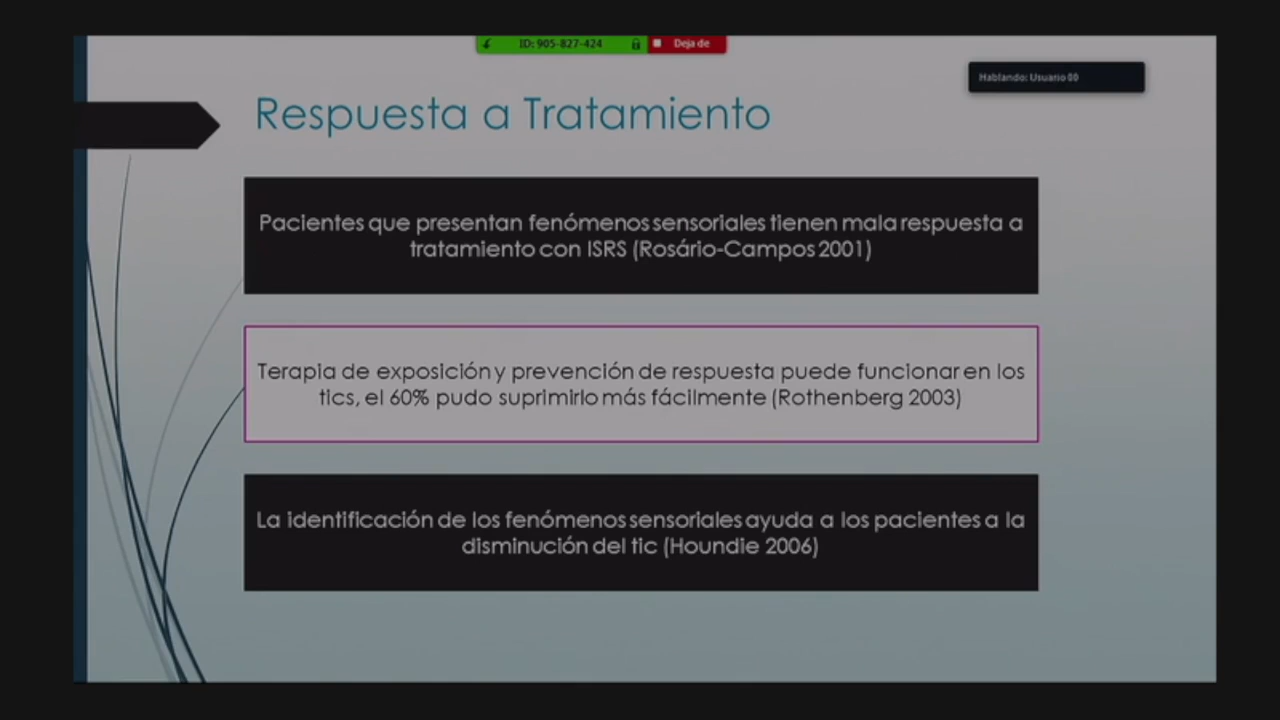 ID: 905-827-424
Deja de
Hablando: Usuario 00
Respuesta a Tratamiento
Pacientes que presentan fenómenos sensoriales tienen mala respuesta a
tratamiento con ISRS (Rosário-Campos 2001)
Terapia de exposición y prevención de respuesta puede funcionar en los
tics, el 60% pudo suprimirlo más fácilmente (Rothenberg 2003)
La identificación de los fenómenos sensoriales ayuda a los pacientes a la
disminución del tic (Houndie 2006)